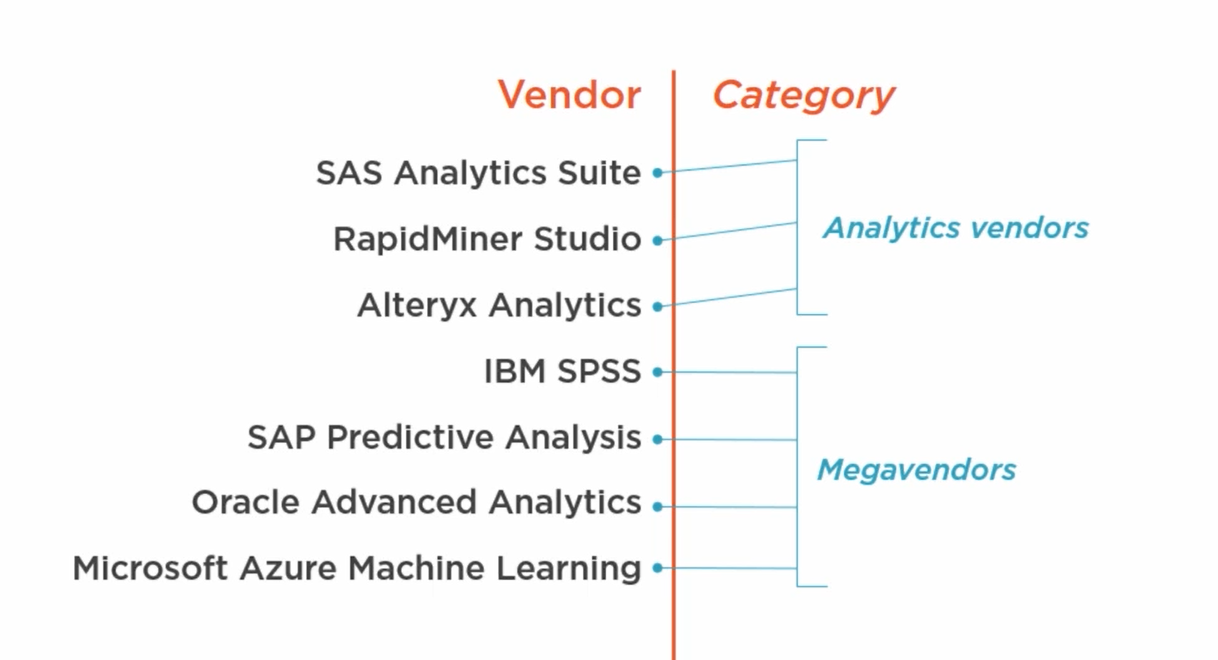 Vendor
Category
SAS Analytics Suite
RapidMiner Studio
Alteryx Analytics
Analytics vendors
IBM SPSS
SAP Predictive Analysis
Oracle Advanced Analytics
Microsoft Azure Machine Learning
Megavendors